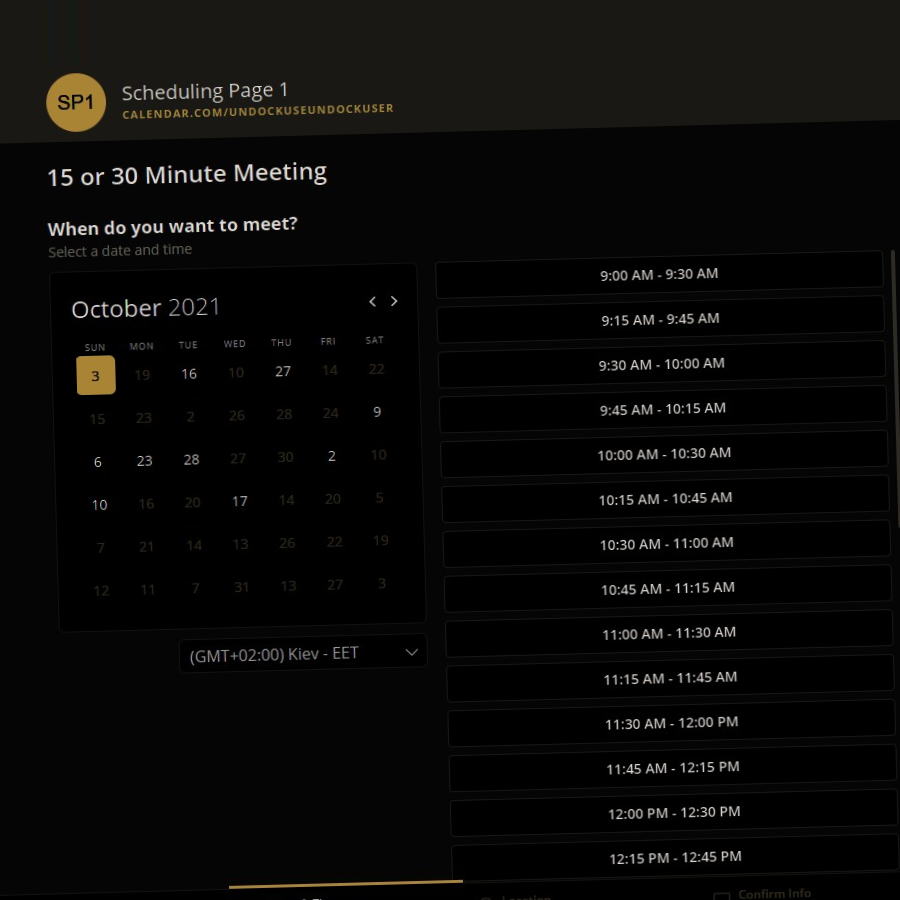 SP1
Scheduling Page 1
CALENDAR.COM/UNDOCKUSEUNDOCKUSER
15 or 30 Minute Meeting
When do you want to meet?
Select a date and time
October 2021
SUN MON TUE WED THU FRI SAT
3 19 16 10 27 14 22
15 23 2 26 28 24 9
6 23 28 27 30 2 10
10 16 20 17 14 20 5
7 21 14 13 26 22 19
12 11 7 31 13 27 3
(GMT+02:00) Kiev - EET
9:00 AM - 9:30 AM
9:15 AM - 9:45 AM
9:30 AM - 10:00 AM
9:45 AM - 10:15 AM
10:00 AM - 10:30 AM
10:15 AM - 10:45 AM
10:30 AM - 11:00 AM
10:45 AM - 11:15 AM
11:00 AM - 11:30 AM
11:15 AM - 11:45 AM
11:30 AM - 12:00 PM
11:45 AM - 12:15 PM
12:00 PM - 12:30 PM
12:15 PM - 12:45 PM
Confirm Info